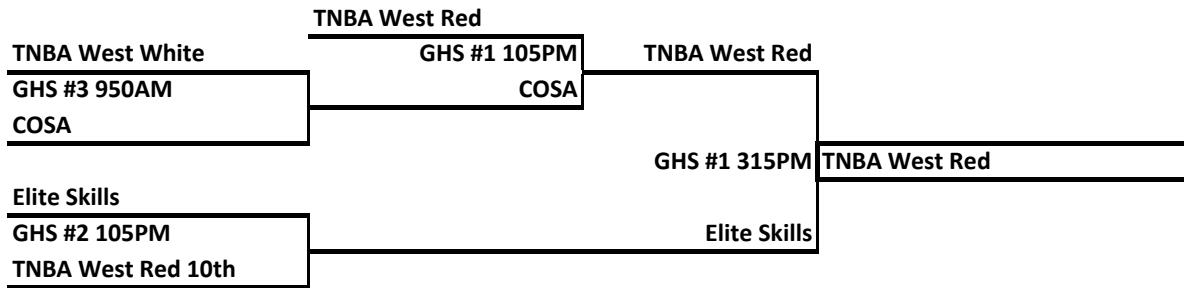 TNBA West Red
TNBA West White
GHS #1 105PM
TNBA West Red
GHS #3 950AM
COSA
COSA
GHS #1 315PM
TNBA West Red
Elite Skills
GHS #2 105PM
Elite Skills
TNBA West Red 10th